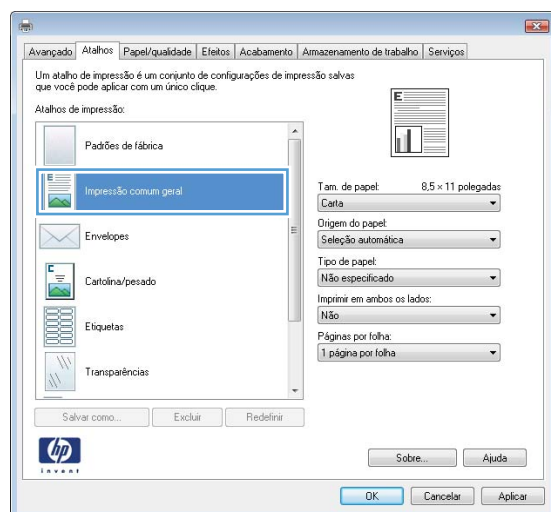 Avançado Atalhos Papel/qualidade Efeitos Acabamento Armazenamento de trabalho Serviços
Um atalho de impressão é um conjunto de configurações de impressão salvas
que você pode aplicar com um único clique.
Atalhos de impressão:
Padrões de fábrica
Impressão comum geral
Envelopes
Cartolina/pesado
Etiquetas
Transparências
Salvar como... Excluir Redefinir
E
Tam. de papel: 8,5 × 11 polegadas
Carta
Origem do papel:
Seleção automática
Tipo de papel:
Não especificado
Imprimir em ambos os lados:
Não
Páginas por folha:
1 página por folha
hp
invent
Sobre... Ajuda
OK Cancelar Aplicar